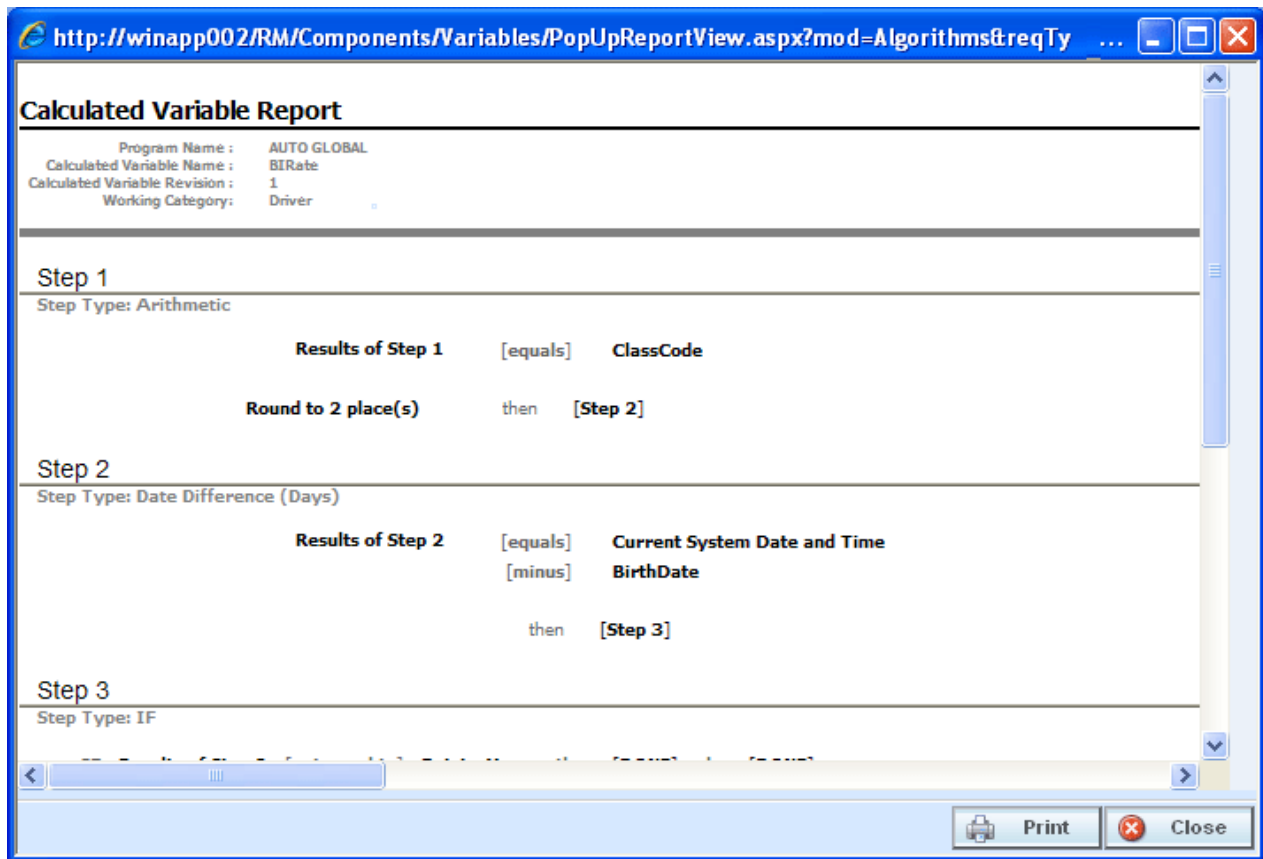 http://winapp002/RM/Components/Variables/PopUpReportView.aspx?mod=Algorithms&reqTy ...
Calculated Variable Report
Program Name : AUTO GLOBAL
Calculated Variable Name : BIRate
Calculated Variable Revision : 1
Working Category: Driver
Step 1
Step Type: Arithmetic
Results of Step 1 [equals] ClassCode
Round to 2 place(s) then [Step 2]
Step 2
Step Type: Date Difference (Days)
Results of Step 2 [equals] Current System Date and Time
[minus] BirthDate
then [Step 3]
Step 3
Step Type: IF
Print Close